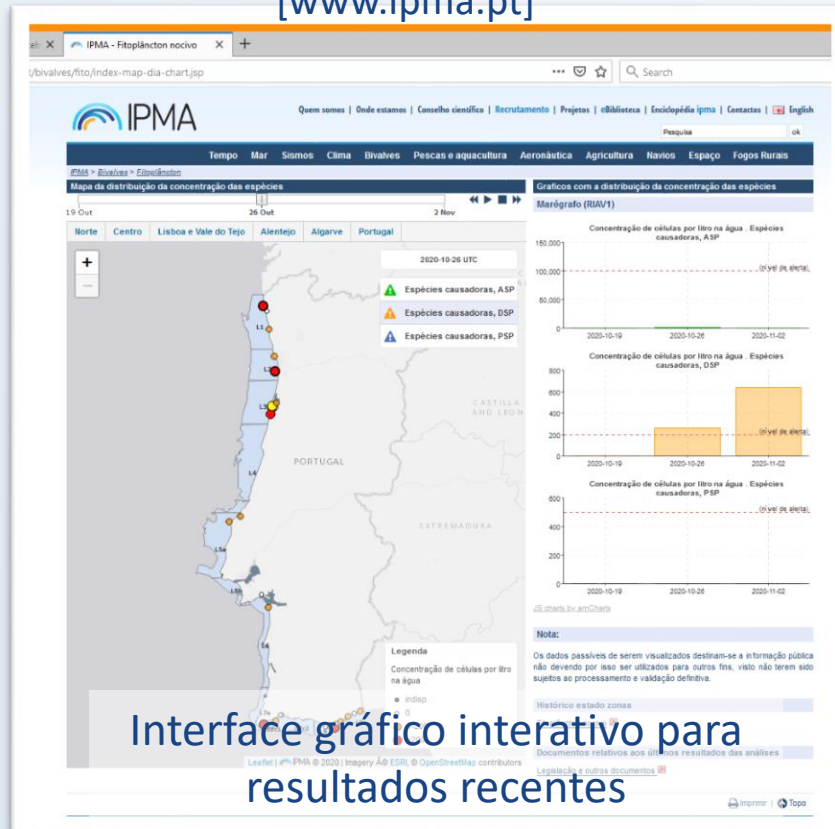 [www.ipma.pt]
IPMA - Fitoplâncton nocivo
t/bivalves/fito/index-map-dia-chart.jsp
Search
IPMA
Quem somos | Onde estamos | Conselho científico | Recrutamento | Projetos | eBiblioteca | Enciclopédia ipma | Contactos | English
Pesquisa
ok
Tempo Mar Sismos Clima Bivalves Pescas e aquacultura Aeronáutica Agricultura Navios Espaço Fogos Rurais
IPMA > Bivalves > Fitoplâncton
Mapa da distribuição da concentração das espécies
19 Out 26 Out 2 Nov
Norte Centro Lisboa e Vale do Tejo Alentejo Algarve Portugal
+
−
2020-10-26 UTC
Espécies causadoras, ASP
Espécies causadoras, DSP
Espécies causadoras, PSP
L1
L2
L3
CASTILLA
AND LEON
PORTUGAL
L4
EXTREMADURA
L5a
L5b
L6
Legenda
Concentração de células por litro
na água
indisp
0
Leaflet | IPMA © 2020 | Imagery Â© ESRI, © OpenStreetMap contributors
Graficos com a distribuição da concentração das espécies
Marégrafo (RIAV1)
Concentração de células por litro na água . Espécies
causadoras, ASP
150,000
100,000
(nível de alerta)
50,000
0
2020-10-19 2020-10-26 2020-11-02
Concentração de células por litro na água . Espécies
causadoras, DSP
800
600
400
200
(nível de alerta)
0
2020-10-19 2020-10-26 2020-11-02
Concentração de células por litro na água . Espécies
causadoras, PSP
600
(nível de alerta)
400
200
0
2020-10-19 2020-10-26 2020-11-02
JS charts by amCharts
Nota:
Os dados passíveis de serem visualizados destinam-se a informação pública
não devendo por isso ser utilizados para outros fins, visto não terem sido
sujeitos ao processamento e validação definitiva.
Histórico estado zonas
Documentos relativos aos últimos resultados das análises
Legislação e outros documentos
Imprimir | Topo
Interface gráfico interativo para
resultados recentes